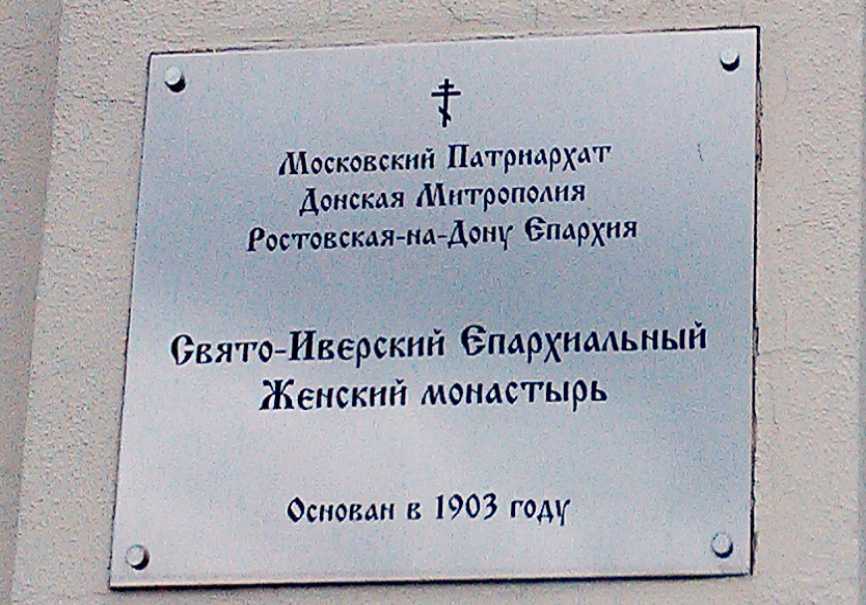 Московский Патриархат
Донская Митрополия
Ростовская-на-Дону Епархия
Свято-Иверский Епархиальный
Женский монастырь
Основан в 1903 году